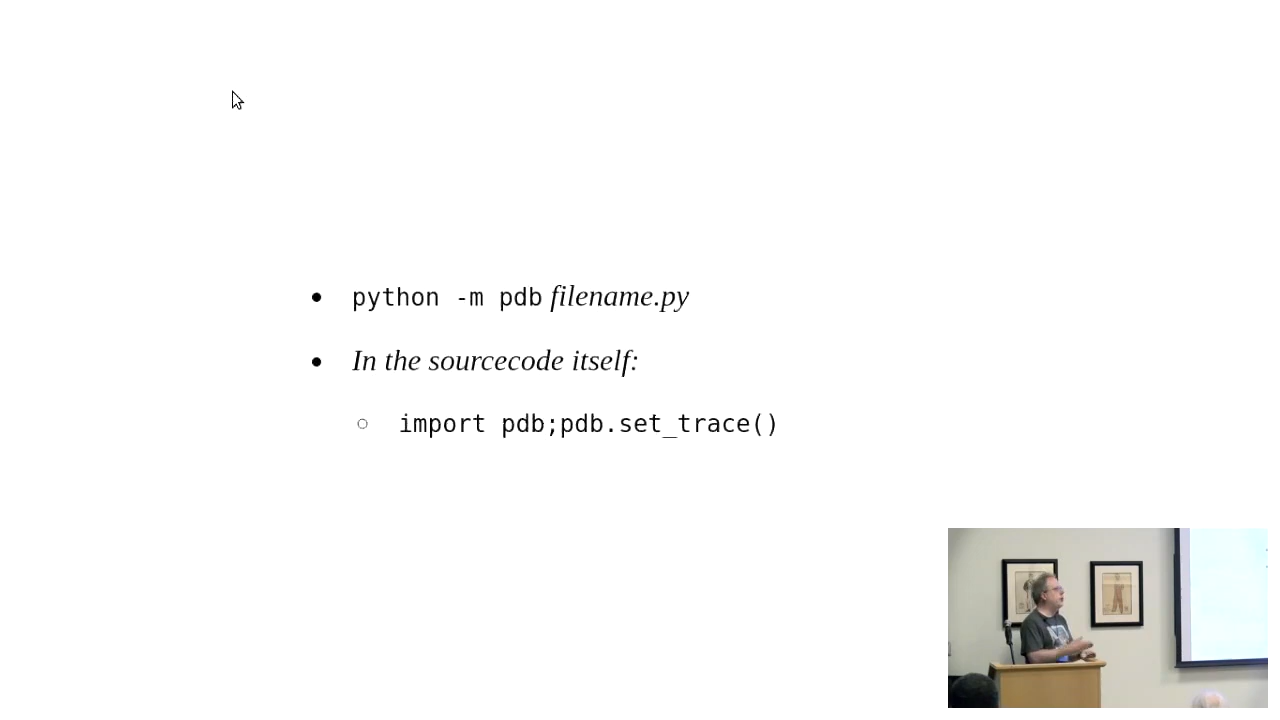 python -m pdb filename.py
In the sourcecode itself:
import pdb;pdb.set_trace()